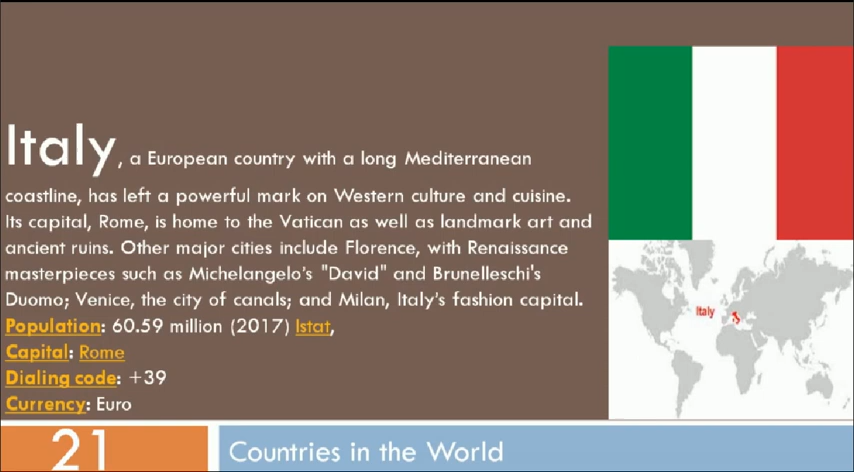 Italy, a European country with a long Mediterranean
coastline, has left a powerful mark on Western culture and cuisine.
Its capital, Rome, is home to the Vatican as well as landmark art and
ancient ruins. Other major cities include Florence, with Renaissance
masterpieces such as Michelangelo's "David" and Brunelleschi's
Duomo; Venice, the city of canals; and Milan, Italy's fashion capital.
Population: 60.59 million (2017) Istat,
Capital: Rome
Dialing code: +39
Currency: Euro
Italy
21
Countries in the World